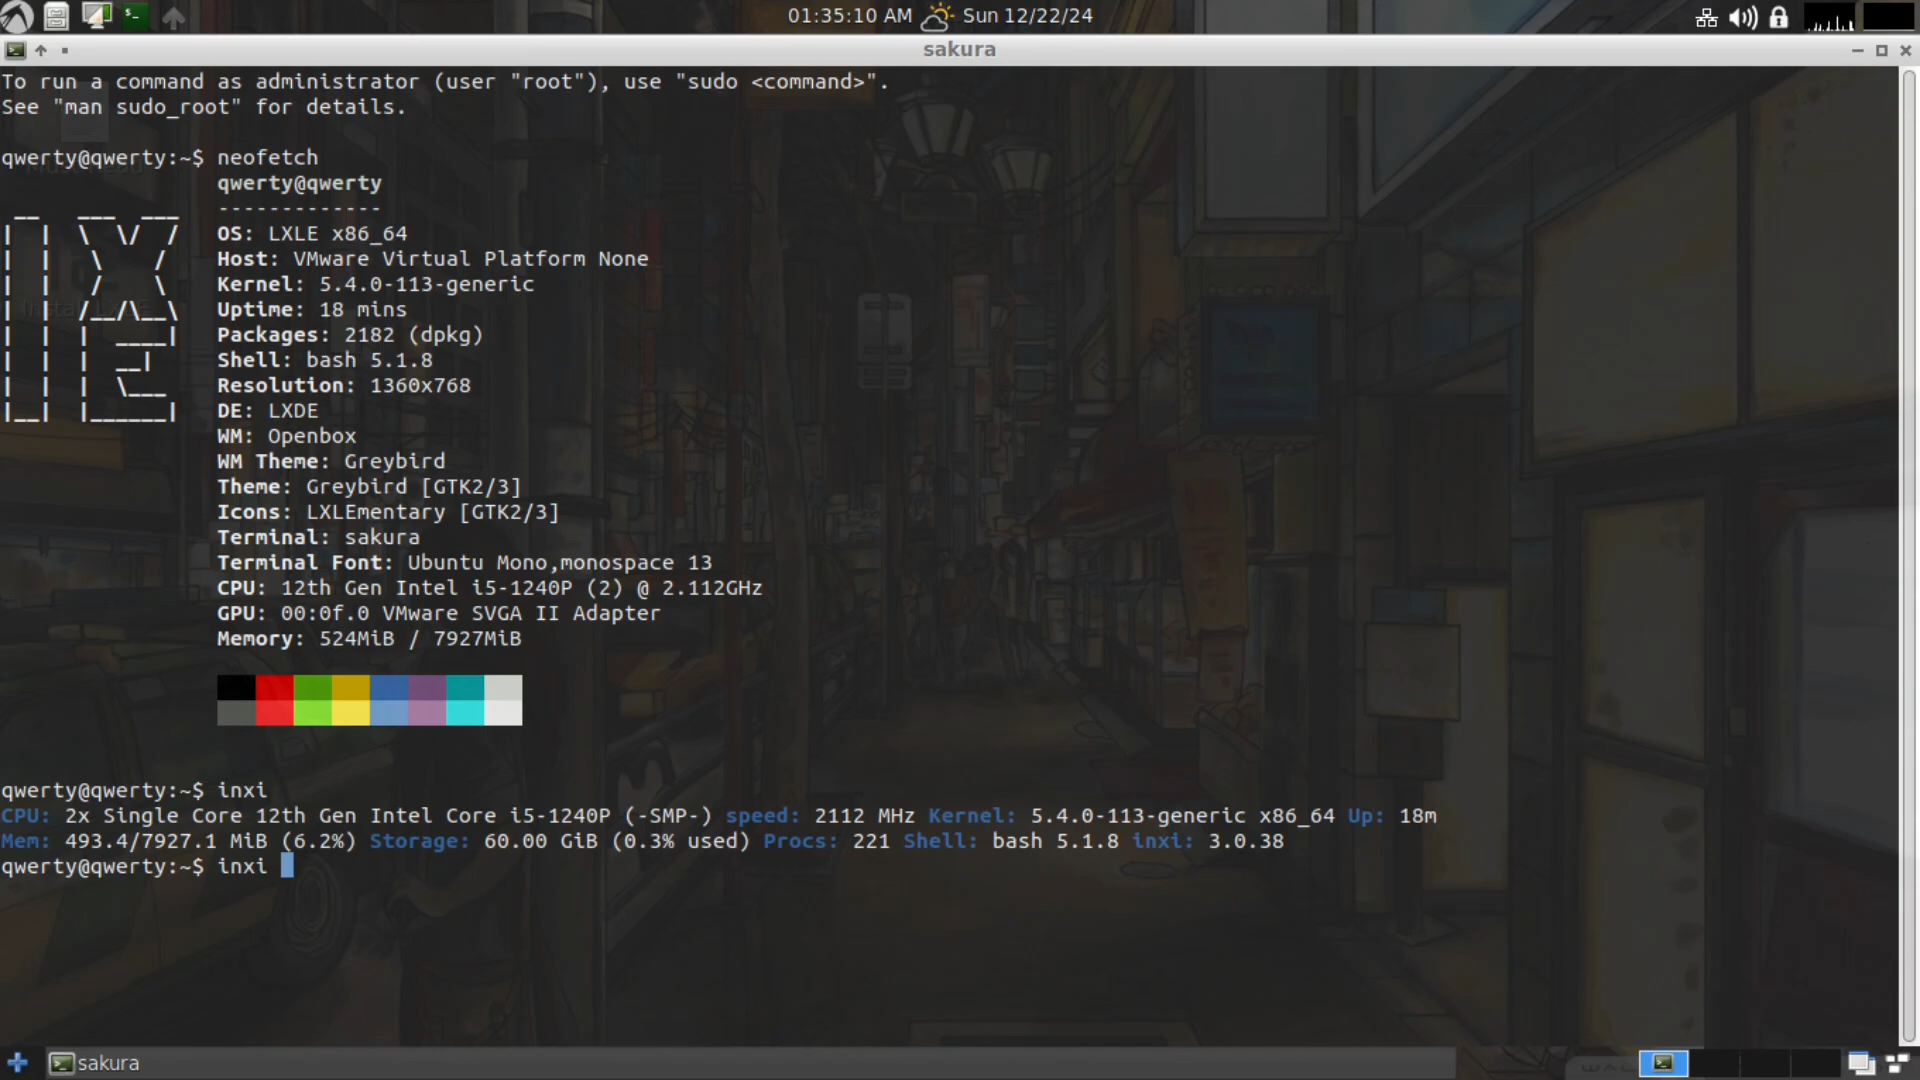 01:35:10 AM Sun 12/22/24
sakura
To run a command as administrator (user "root"), use "sudo <command>".
See "man sudo_root" for details.
qwerty@qwerty:~$ neofetch
qwerty@qwerty
-------------
OS: LXLE x86_64
Host: VMware Virtual Platform None
Kernel: 5.4.0-113-generic
Uptime: 18 mins
Packages: 2182 (dpkg)
Shell: bash 5.1.8
Resolution: 1360x768
DE: LXDE
WM: Openbox
WM Theme: Greybird
Theme: Greybird [GTK2/3]
Icons: LXLEmentary [GTK2/3]
Terminal: sakura
Terminal Font: Ubuntu Mono,monospace 13
CPU: 12th Gen Intel i5-1240P (2) @ 2.112GHz
GPU: 00:0f.0 VMware SVGA II Adapter
Memory: 524MiB / 7927MiB
qwerty@qwerty:~$ inxi
CPU: 2x Single Core 12th Gen Intel Core i5-1240P (-SMP-) speed: 2112 MHz Kernel: 5.4.0-113-generic x86_64 Up: 18m
Mem: 493.4/7927.1 MiB (6.2%) Storage: 60.00 GiB (0.3% used) Procs: 221 Shell: bash 5.1.8 inxi: 3.0.38
qwerty@qwerty:~$ inxi
sakura